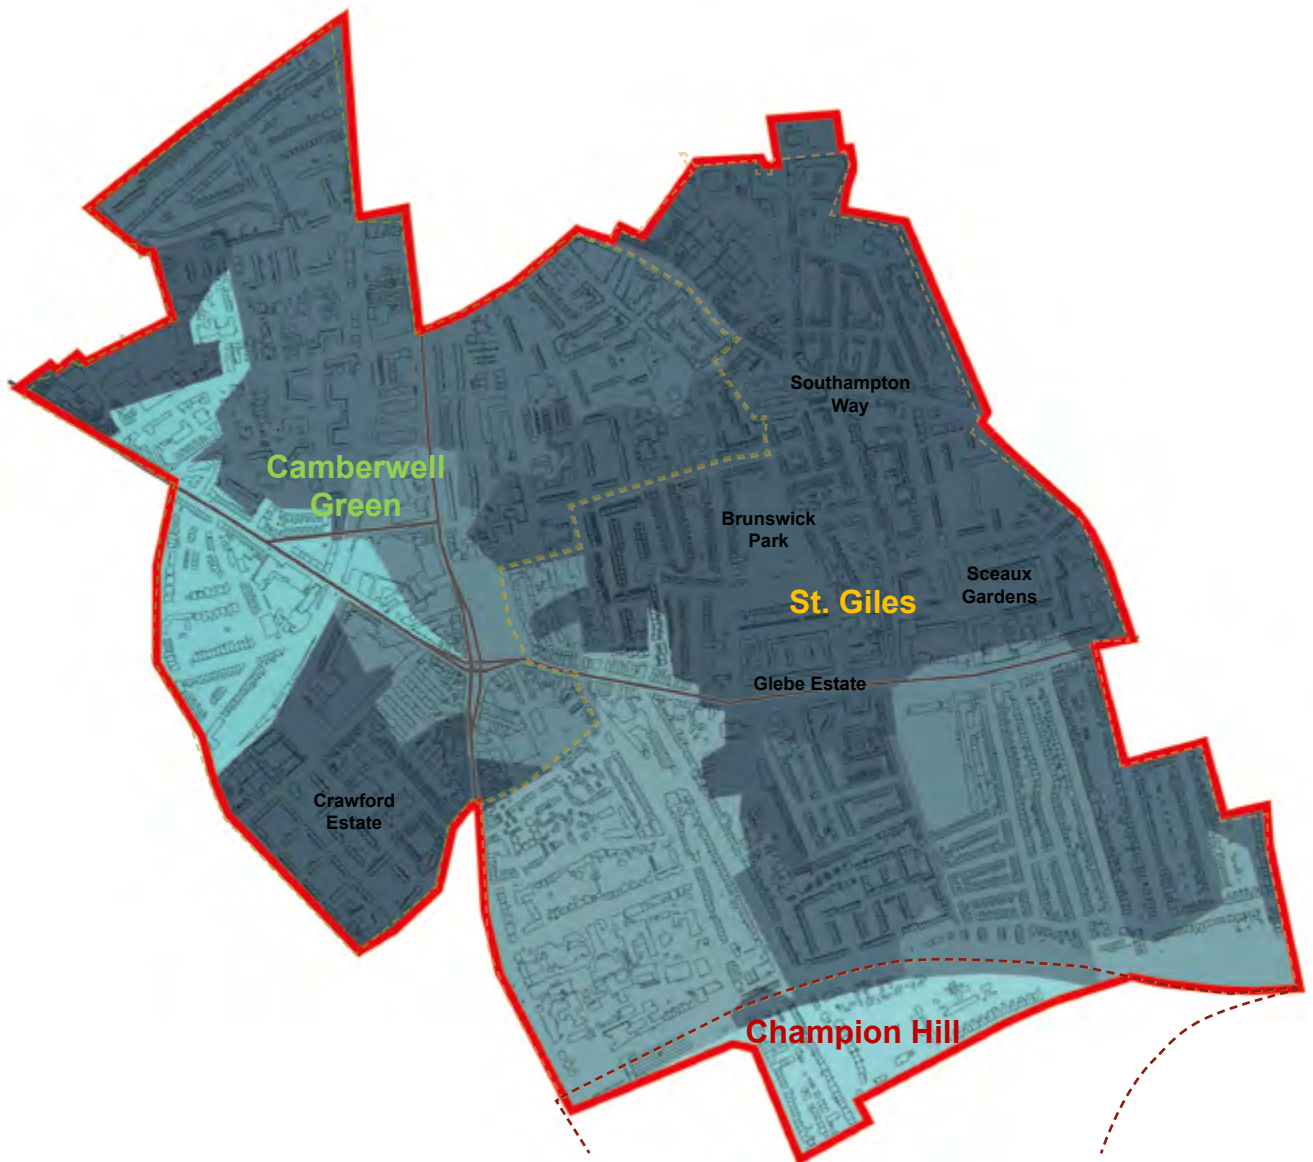 Southampton
Way
Camberwell
Green
Brunswick
Park
Sceaux
Gardens
St. Giles
Glebe Estate
Crawford
Estate
Champion Hill